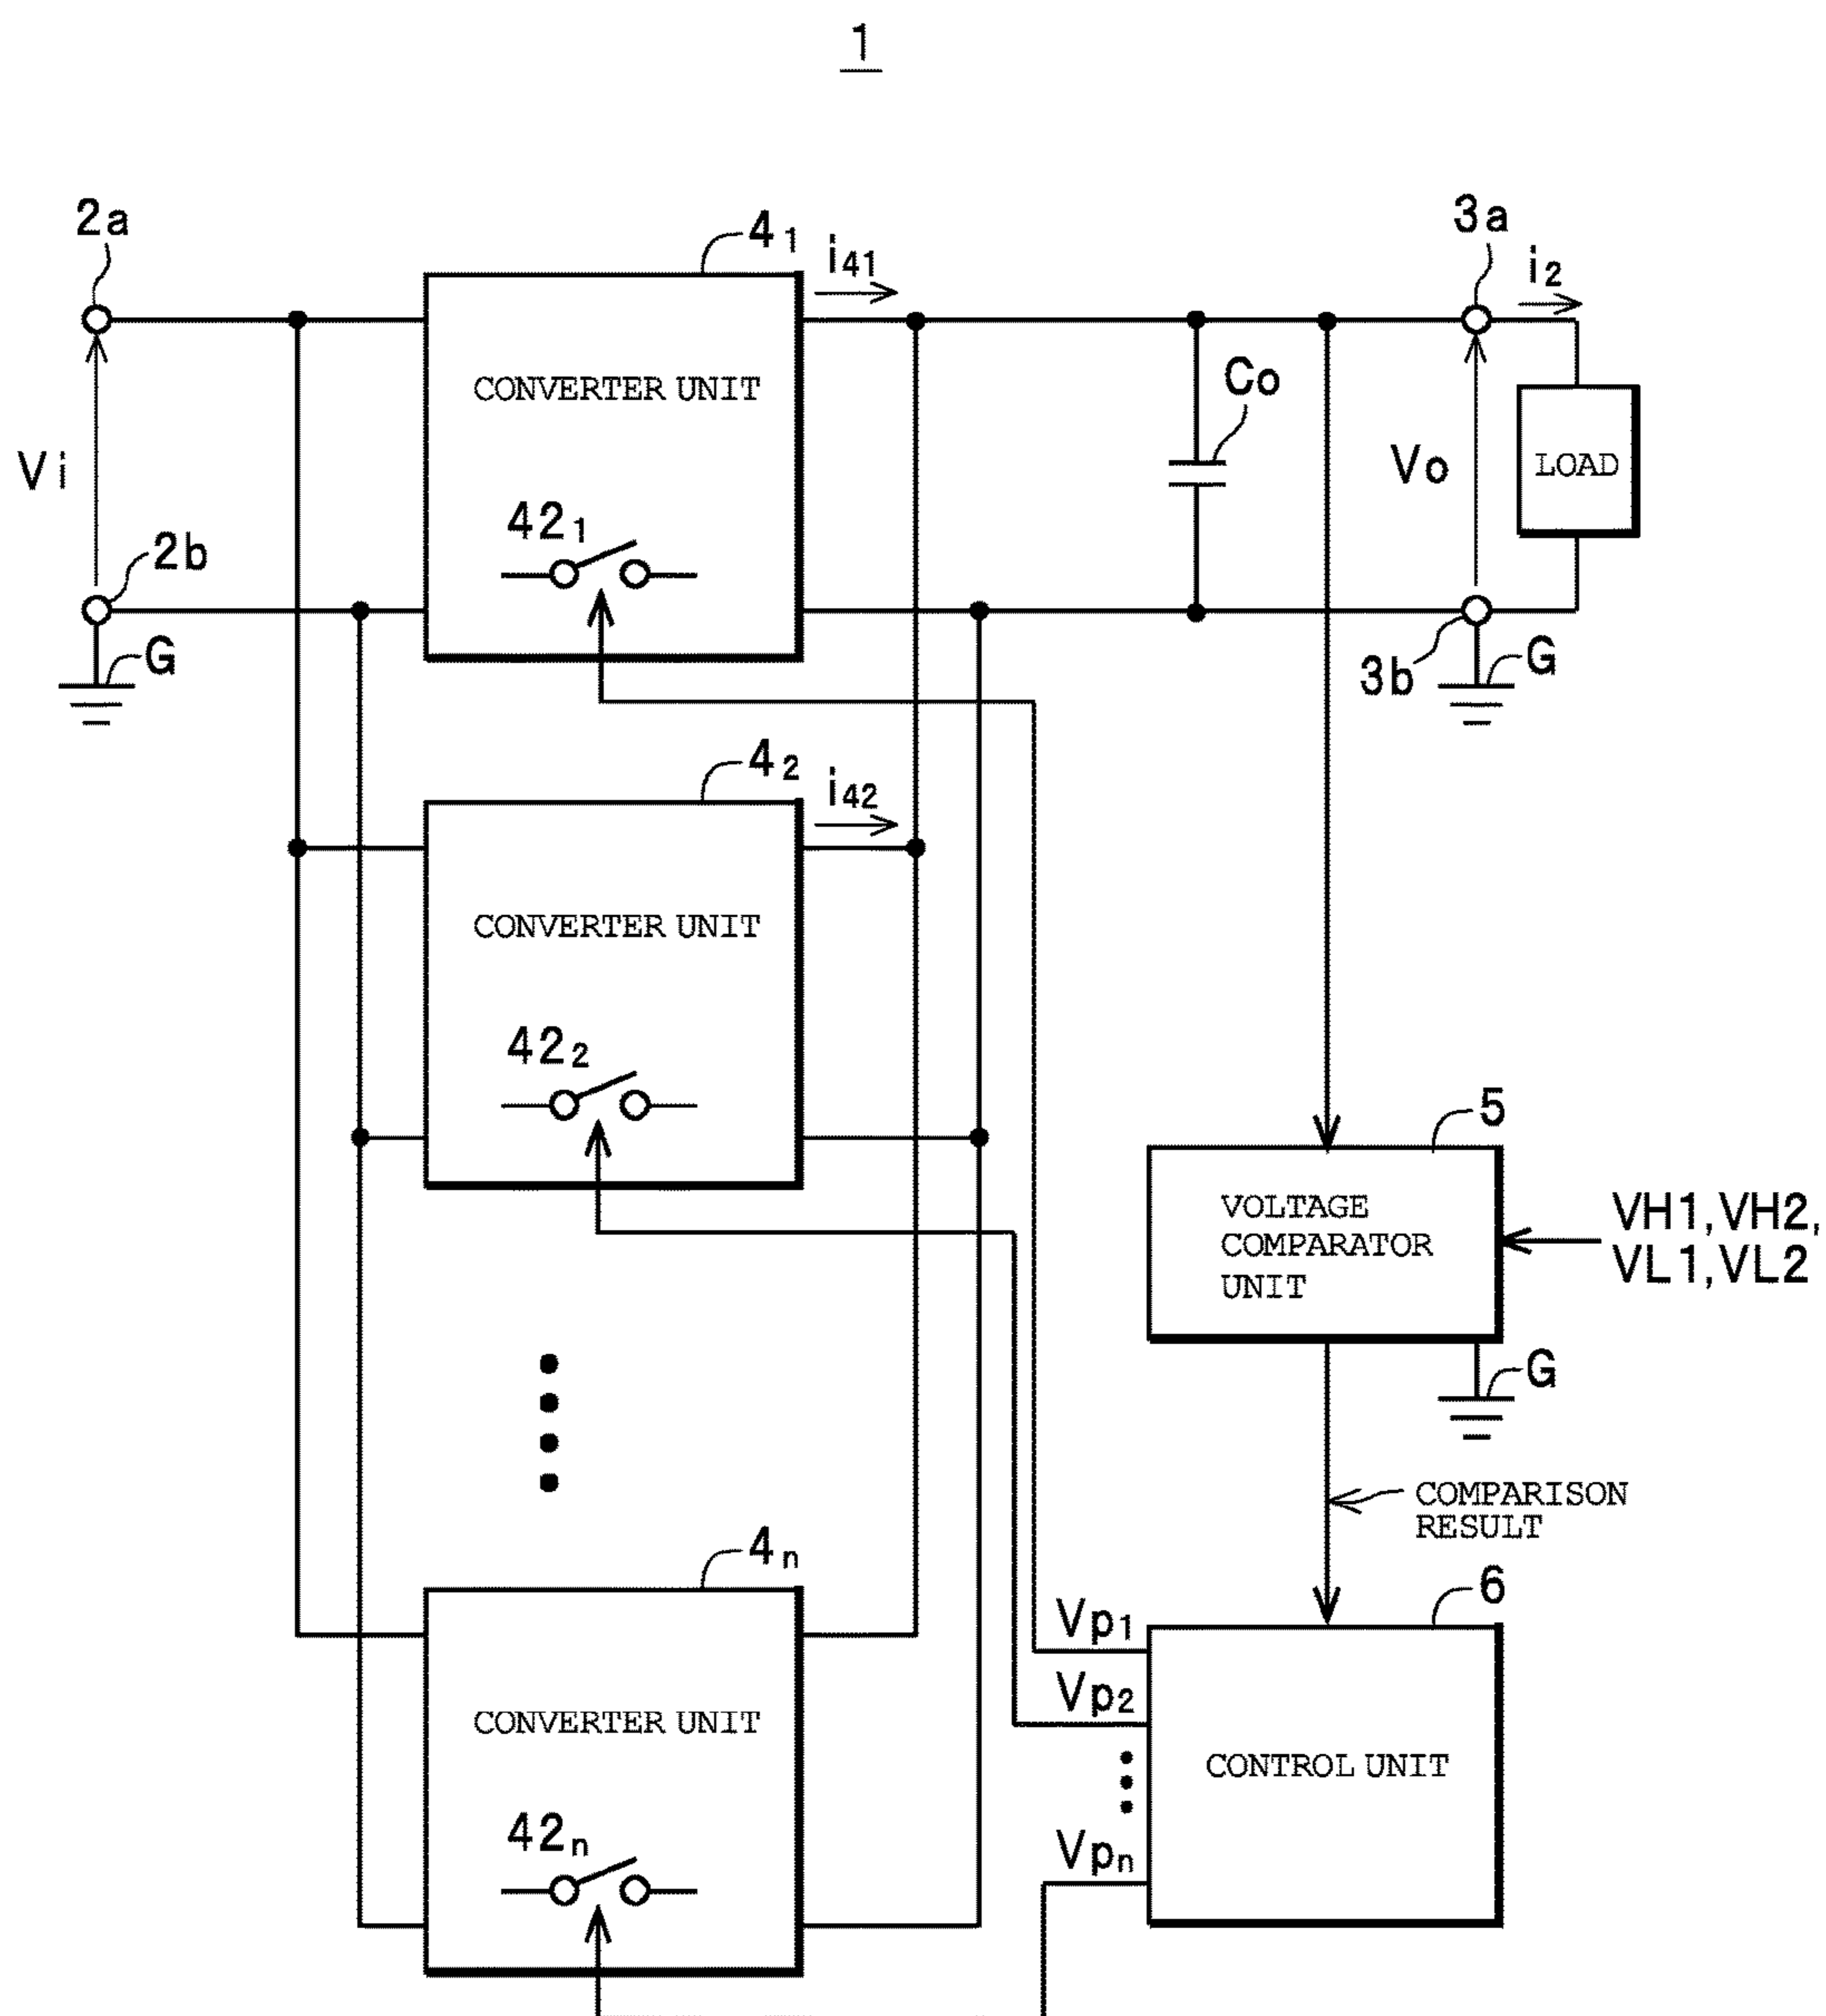 1
2a
4₁
i₄₁
3a
i₂
CONVERTER UNIT
Co
Vi
Vo
LOAD
42₁
2b
G
3b
G
4₂
i₄₂
CONVERTER UNIT
42₂
5
VOLTAGE
COMPARATOR
UNIT
VH1,VH2,
VL1,VL2
G
COMPARISON
RESULT
4ₙ
6
Vp₁
Vp₂
CONVERTER UNIT
CONTROL UNIT
42ₙ
Vpₙ